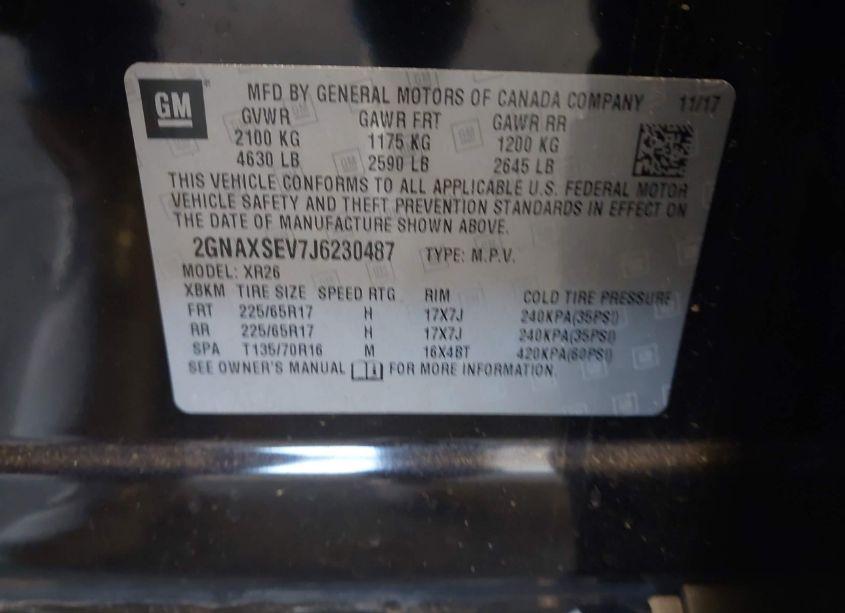 GM
MFD BY GENERAL MOTORS OF CANADA COMPANY 11/17
GVWR GAWR FRT GAWR RR
2100 KG 1175 KG 1200 KG
4630 LB 2590 LB 2645 LB
THIS VEHICLE CONFORMS TO ALL APPLICABLE U.S. FEDERAL MOTOR
VEHICLE SAFETY AND THEFT PREVENTION STANDARDS IN EFFECT ON
THE DATE OF MANUFACTURE SHOWN ABOVE.
2GNAXSEV7J6230487 TYPE: M.P.V.
MODEL: XR26
XBKM TIRE SIZE SPEED RTG RIM COLD TIRE PRESSURE
FRT 225/65R17 H 17X7J 240KPA(35PSI)
RR 225/65R17 H 17X7J 240KPA(35PSI)
SPA T135/70R16 M 16X4BT 420KPA(60PSI)
SEE OWNER'S MANUAL FOR MORE INFORMATION.